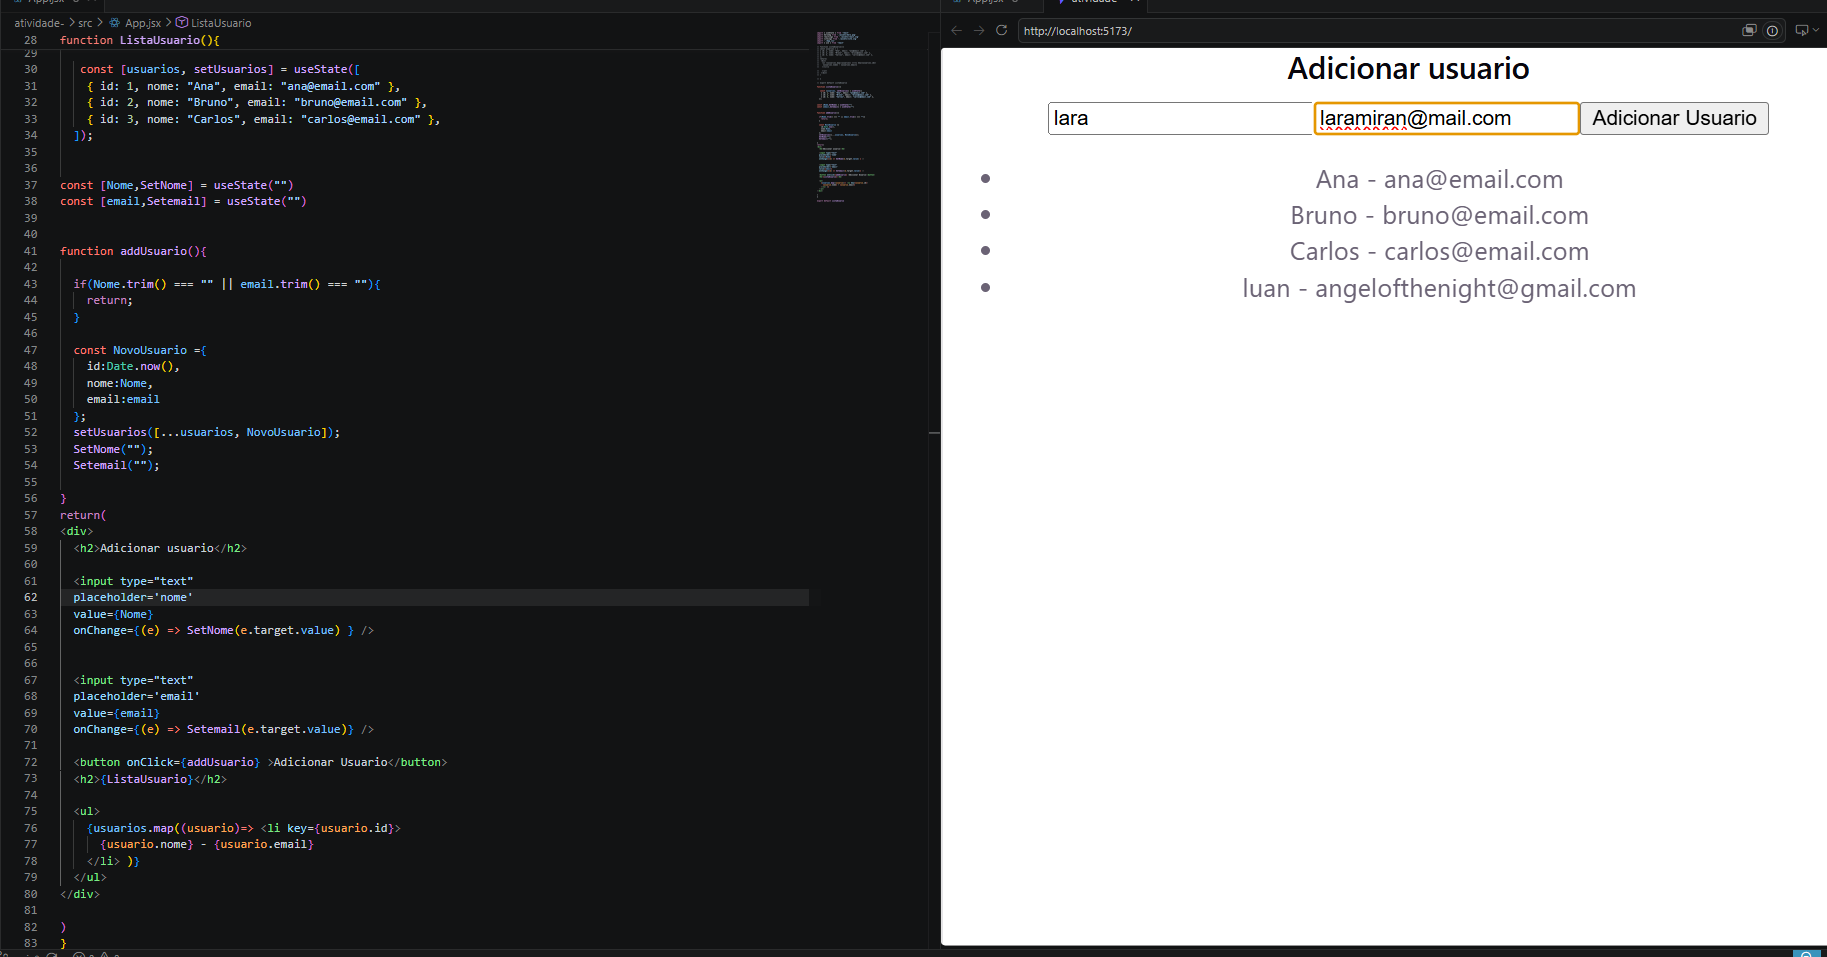 atividade- > src > App.jsx > ListaUsuario
28 function ListaUsuario(){
29
30 const [usuarios, setUsuarios] = useState([
31 { id: 1, nome: "Ana", email: "ana@email.com" },
32 { id: 2, nome: "Bruno", email: "bruno@email.com" },
33 { id: 3, nome: "Carlos", email: "carlos@email.com" },
34 ]);
35
36
37 const [Nome,SetNome] = useState("")
38 const [email,Setemail] = useState("")
39
40
41 function addUsuario(){
42
43 if(Nome.trim() === "" || email.trim() === ""){
44 return;
45 }
46
47 const NovoUsuario ={
48 id:Date.now(),
49 nome:Nome,
50 email:email
51 };
52 setUsuarios([...usuarios, NovoUsuario]);
53 SetNome("");
54 Setemail("");
55
56 }
57 return(
58 <div>
59 <h2>Adicionar usuario</h2>
60
61 <input type="text"
62 placeholder='nome'
63 value={Nome}
64 onChange={(e) => SetNome(e.target.value) } />
65
66
67 <input type="text"
68 placeholder='email'
69 value={email}
70 onChange={(e) => Setemail(e.target.value)} />
71
72 <button onClick={addUsuario} >Adicionar Usuario</button>
73 <h2>{ListaUsuario}</h2>
74
75 <ul>
76 {usuarios.map((usuario)=> <li key={usuario.id}>
77 {usuario.nome} - {usuario.email}
78 </li> )}
79 </ul>
80 </div>
81
82 )
83 }
http://localhost:5173/
Adicionar usuario
lara laramiran@mail.com Adicionar Usuario
Ana - ana@email.com
Bruno - bruno@email.com
Carlos - carlos@email.com
luan - angelofthenight@gmail.com